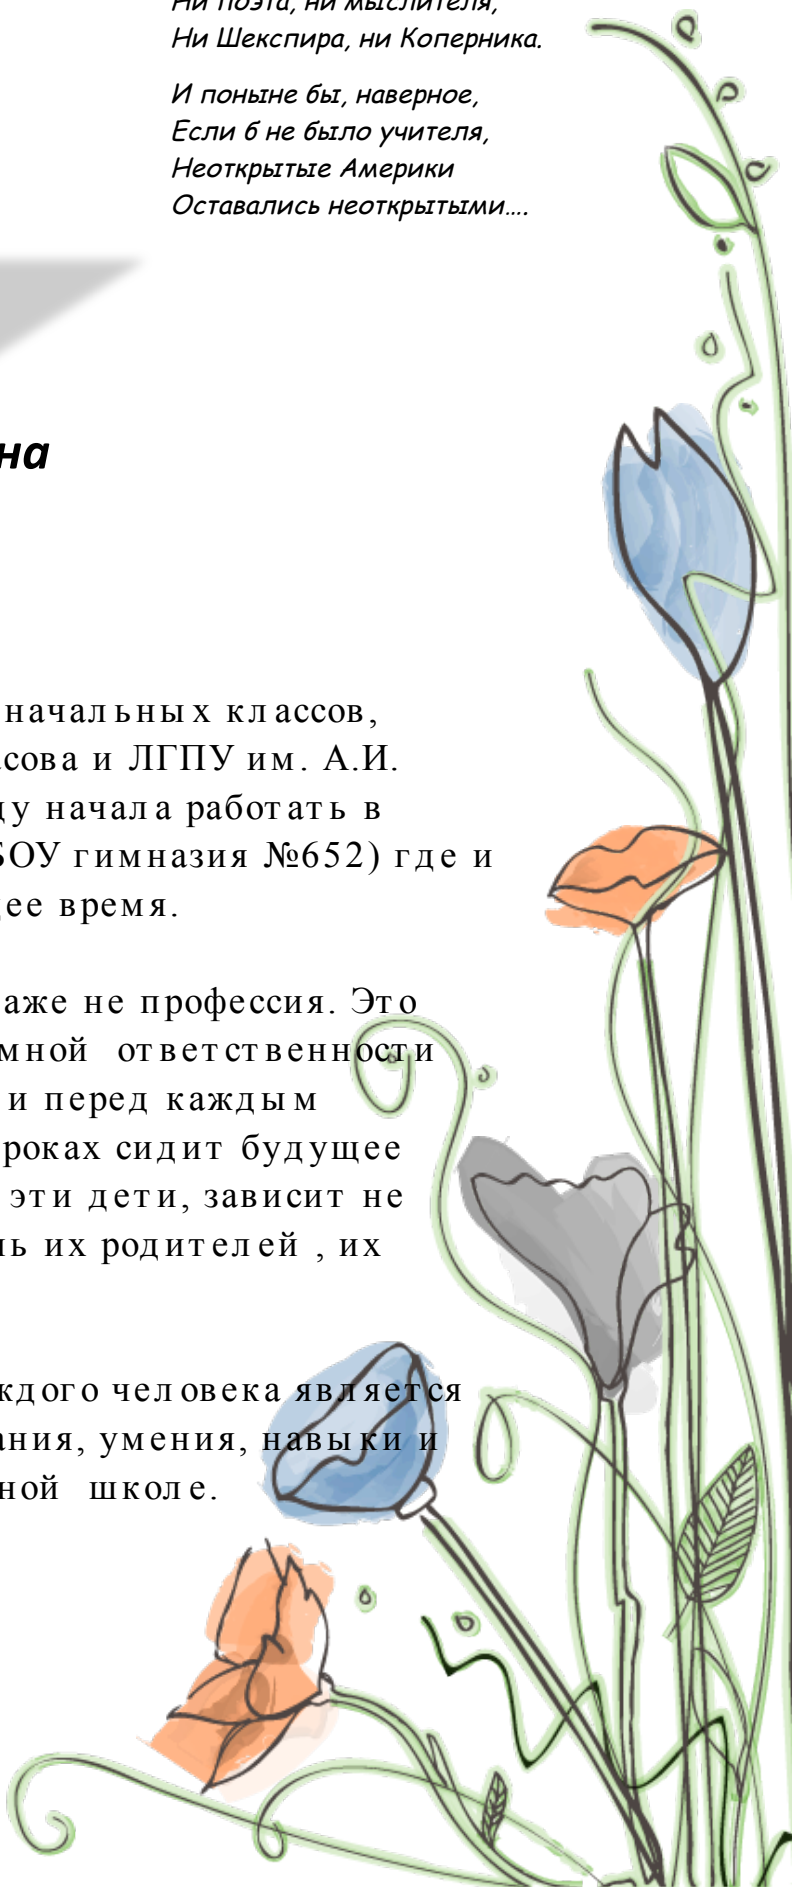 Ни поэта, ни мыслителя,
Ни Шекспира, ни Коперника.
И поныне бы, наверное,
Если б не было учителя,
Неоткрытые Америки
Оставались неоткрытыми….
на
начальных классов,
сова и ЛГПУ им. А.И.
ду начала работать в
БОУ гимназия №652) где и
ее время.
аже не профессия. Это
мной ответственности
и перед каждым
роках сидит будущее
эти дети, зависит не
ь их родителей , их
ждого человека является
ания, умения, навыки и
ной школе.